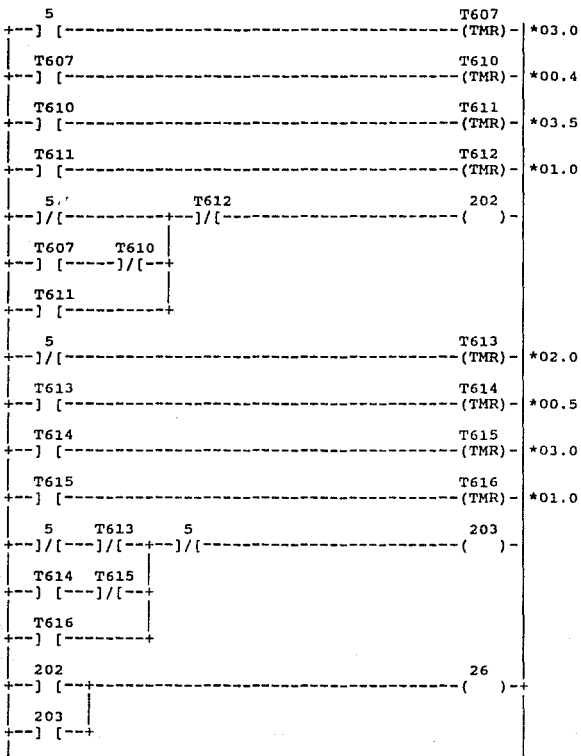 5 T607
+--] [--(TMR)-| *03.0
T607 T610
+--] [--(TMR)-| *00.4
T610 T611
+--] [--(TMR)-| *03.5
T611 T612
+--] [--(TMR)-| *01.0
5 T612 202
+--]/[--+--]/[--( )-|
T607 T610
+--] [-----]/[--+
T611
+--] [--+
5 T613
+--]/[--(TMR)-| *02.0
T613 T614
+--] [--(TMR)-| *00.5
T614 T615
+--] [--(TMR)-| *03.0
T615 T616
+--] [--(TMR)-| *01.0
5 T613 5 203
+--]/[---]/[--+--]/[--( )-|
T614 T615
+--] [---]/[--+
T616
+--] [--+
202 26
+--] [--+--( )-+
203
+--] [--+